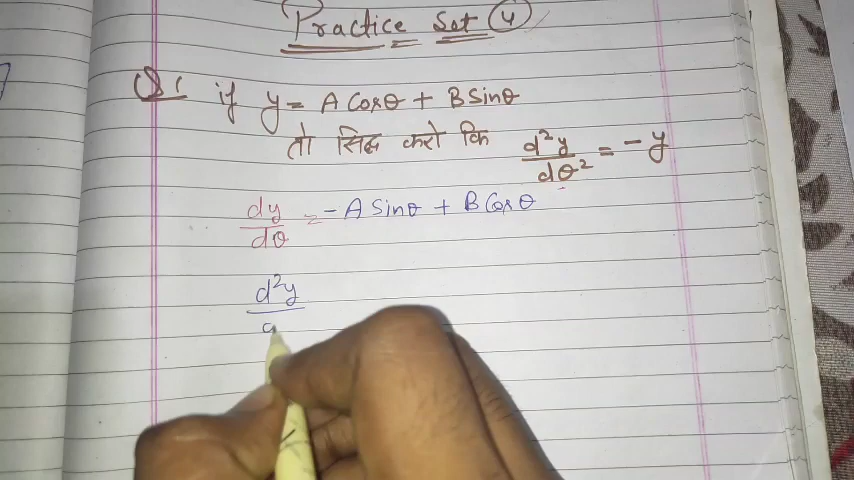 Practice Set 4
Q1 if y = A Cosθ + B Sinθ
तो सिद्ध करो कि d²y/dθ² = - y
dy/dθ = - A Sinθ + B Cosθ
d²y/d